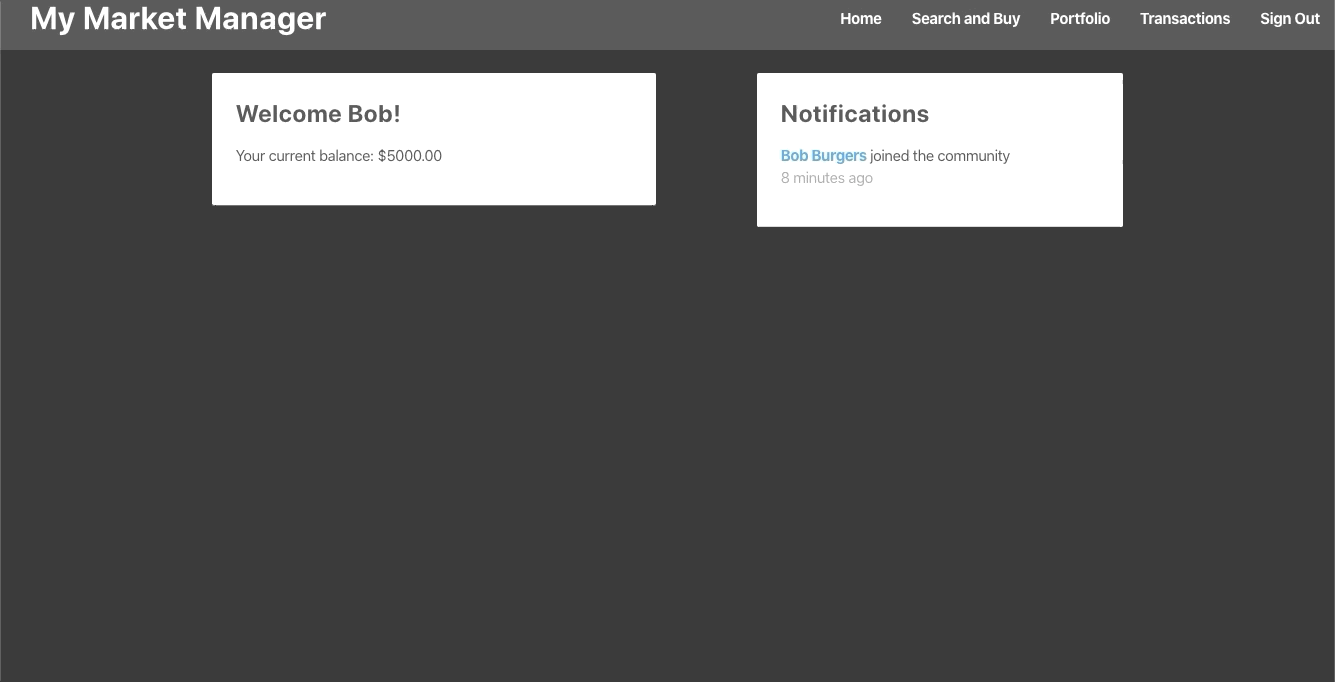 My Market Manager
Home Search and Buy Portfolio Transactions Sign Out
Welcome Bob!
Your current balance: $5000.00
Notifications
Bob Burgers joined the community
8 minutes ago